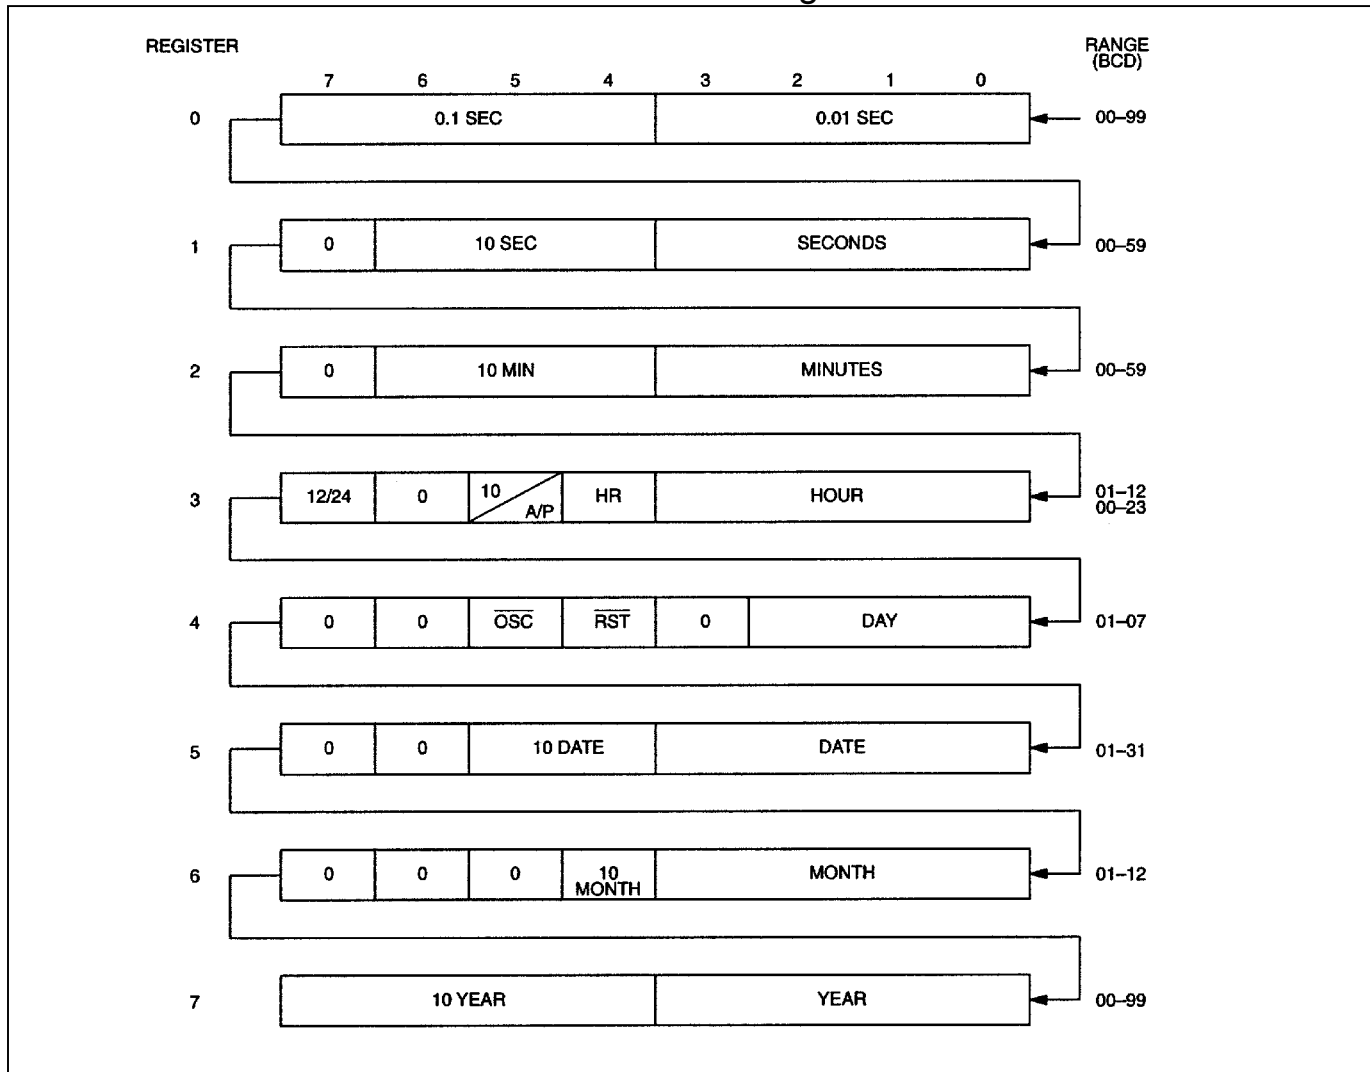 REGISTER
RANGE
(BCD)
7 6 5 4 3 2 1 0
0 0.1 SEC 0.01 SEC 00–99
1 0 10 SEC SECONDS 00–59
2 0 10 MIN MINUTES 00–59
3 12/24 0 10 A/P HR HOUR 01–12
00–23
4 0 0 OSC RST 0 DAY 01–07
5 0 0 10 DATE DATE 01–31
6 0 0 0 10 MONTH MONTH 01–12
7 10 YEAR YEAR 00–99